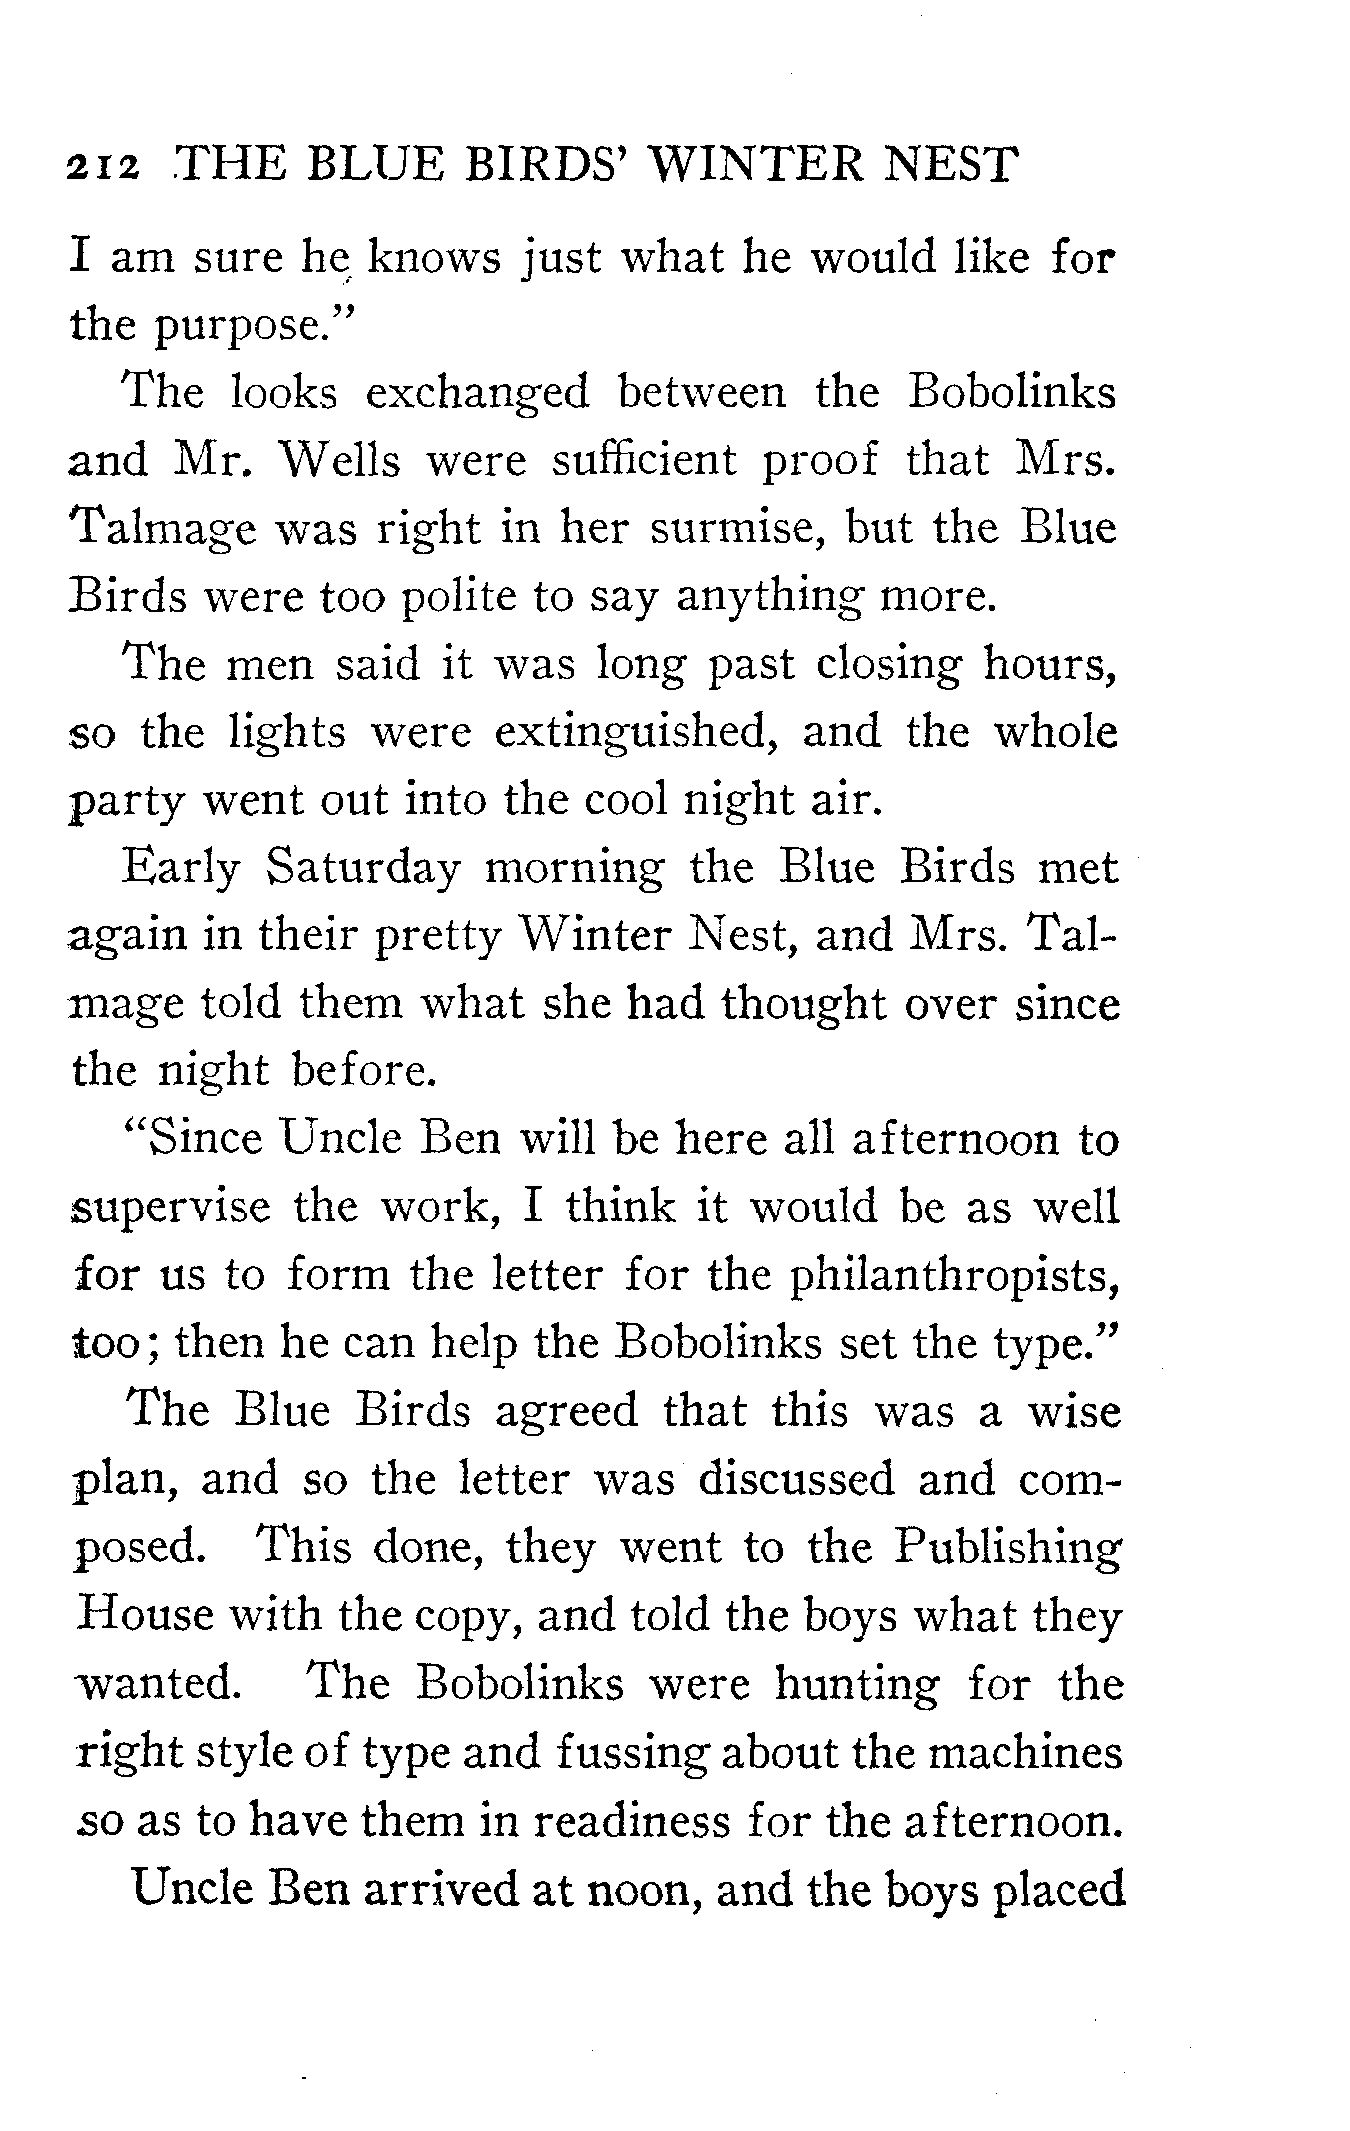 212 THE BLUE BIRDS' WINTER NEST
I am sure he knows just what he would like for
the purpose."
The looks exchanged between the Bobolinks
and Mr. Wells were sufficient proof that Mrs.
Talmage was right in her surmise, but the Blue
Birds were too polite to say anything more.
The men said it was long past closing hours,
so the lights were extinguished, and the whole
party went out into the cool night air.
Early Saturday morning the Blue Birds met
again in their pretty Winter Nest, and Mrs. Tal-
mage told them what she had thought over since
the night before.
"Since Uncle Ben will be here all afternoon to
supervise the work, I think it would be as well
for us to form the letter for the philanthropists,
too; then he can help the Bobolinks set the type."
The Blue Birds agreed that this was a wise
plan, and so the letter was discussed and com-
posed. This done, they went to the Publishing
House with the copy, and told the boys what they
wanted. The Bobolinks were hunting for the
right style of type and fussing about the machines
so as to have them in readiness for the afternoon.
Uncle Ben arrived at noon, and the boys placed